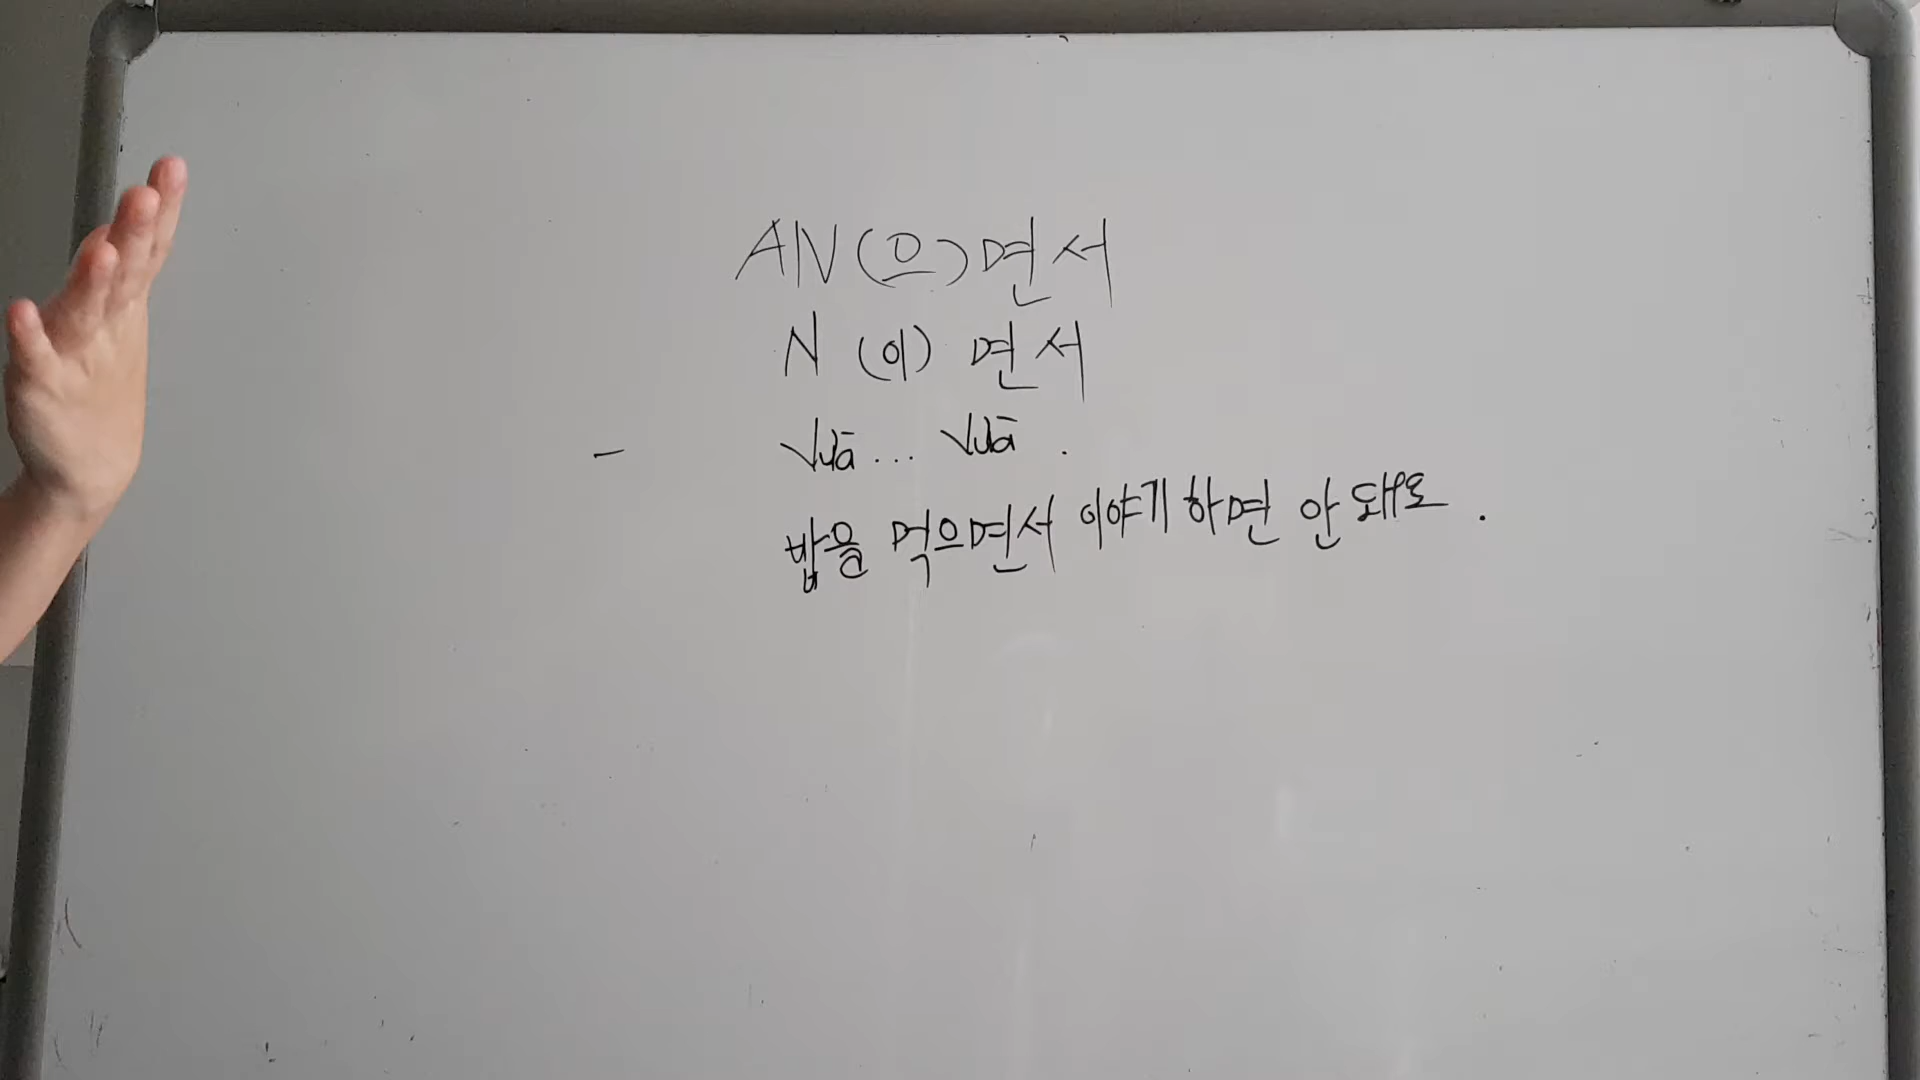 A/V (으)면서
N (이) 면서
- Vừa ... Vừa .
밥을 먹으면서 이야기하면 안돼요 .